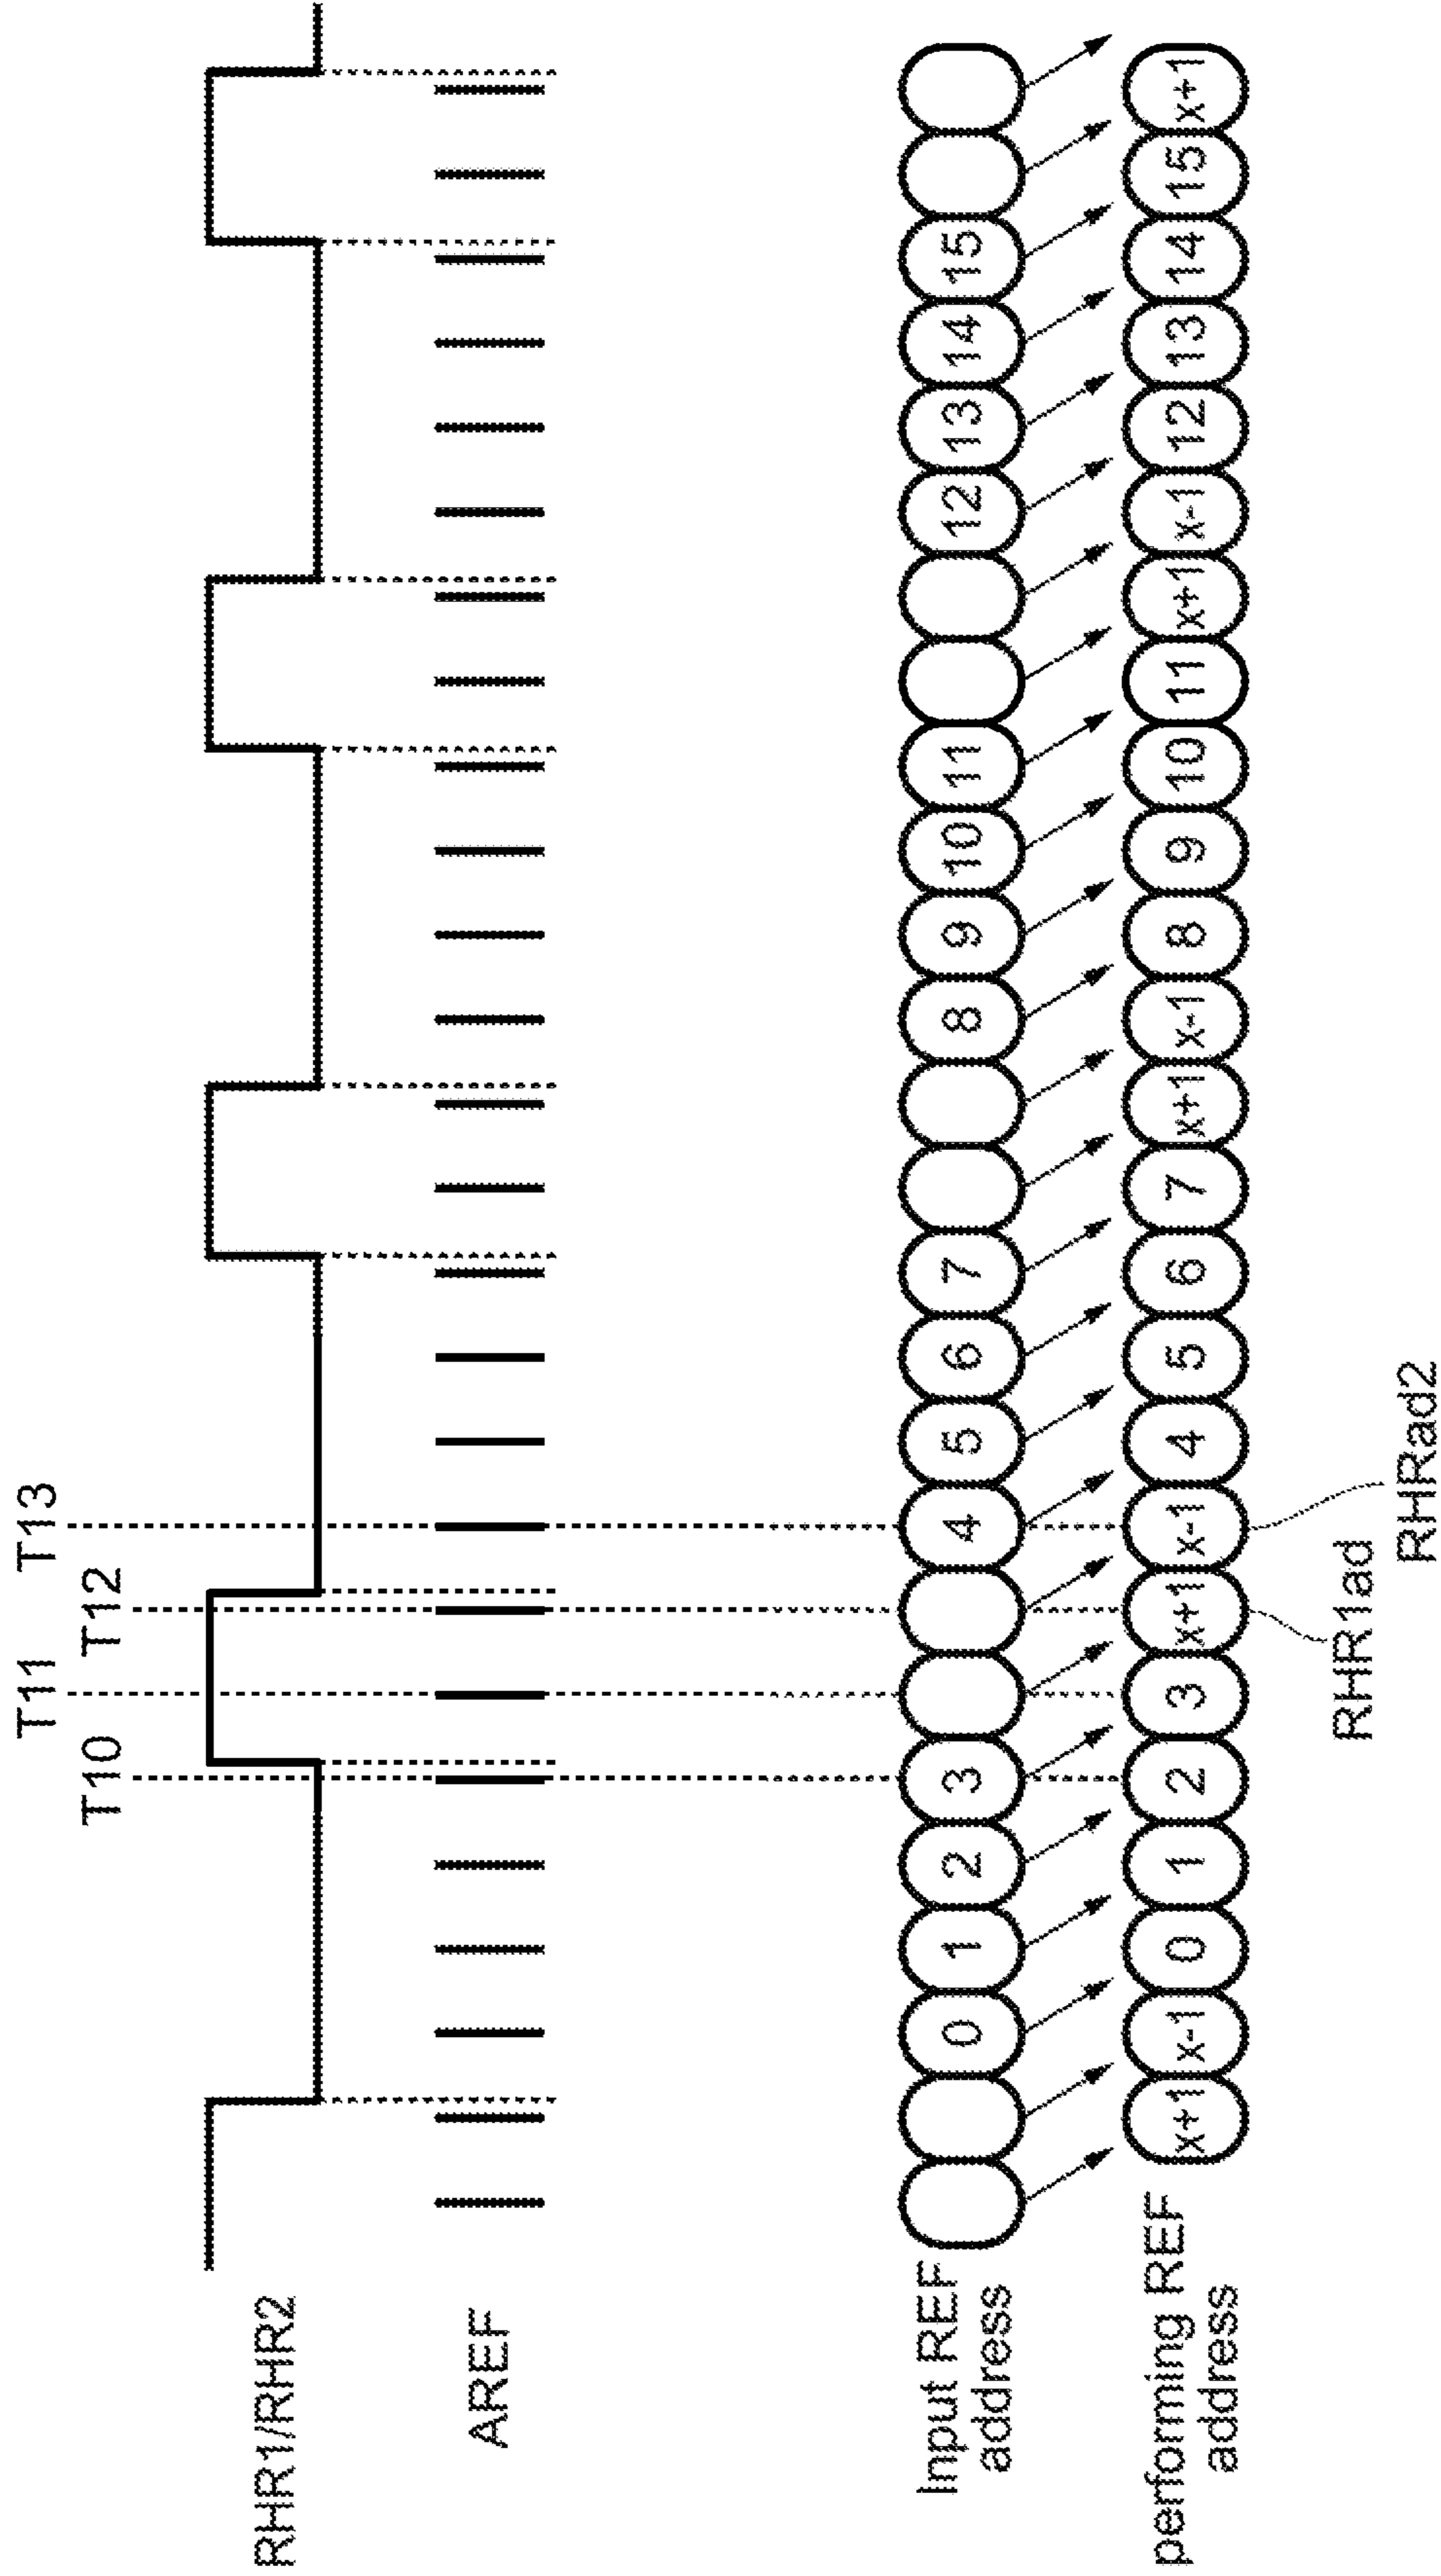 T11 T13
T10 T12
RHR1/RHR2
AREF
Input REF
address
0 1 2 3 4 5 6 7 8 9 10 11 12 13 14 15
performing REF
address
x+1 x-1 0 1 2 3 x+1 x-1 4 5 6 7 x+1 x-1 8 9 10 11 x+1 x-1 12 13 14 15 x+1
RHR1ad
RHRad2